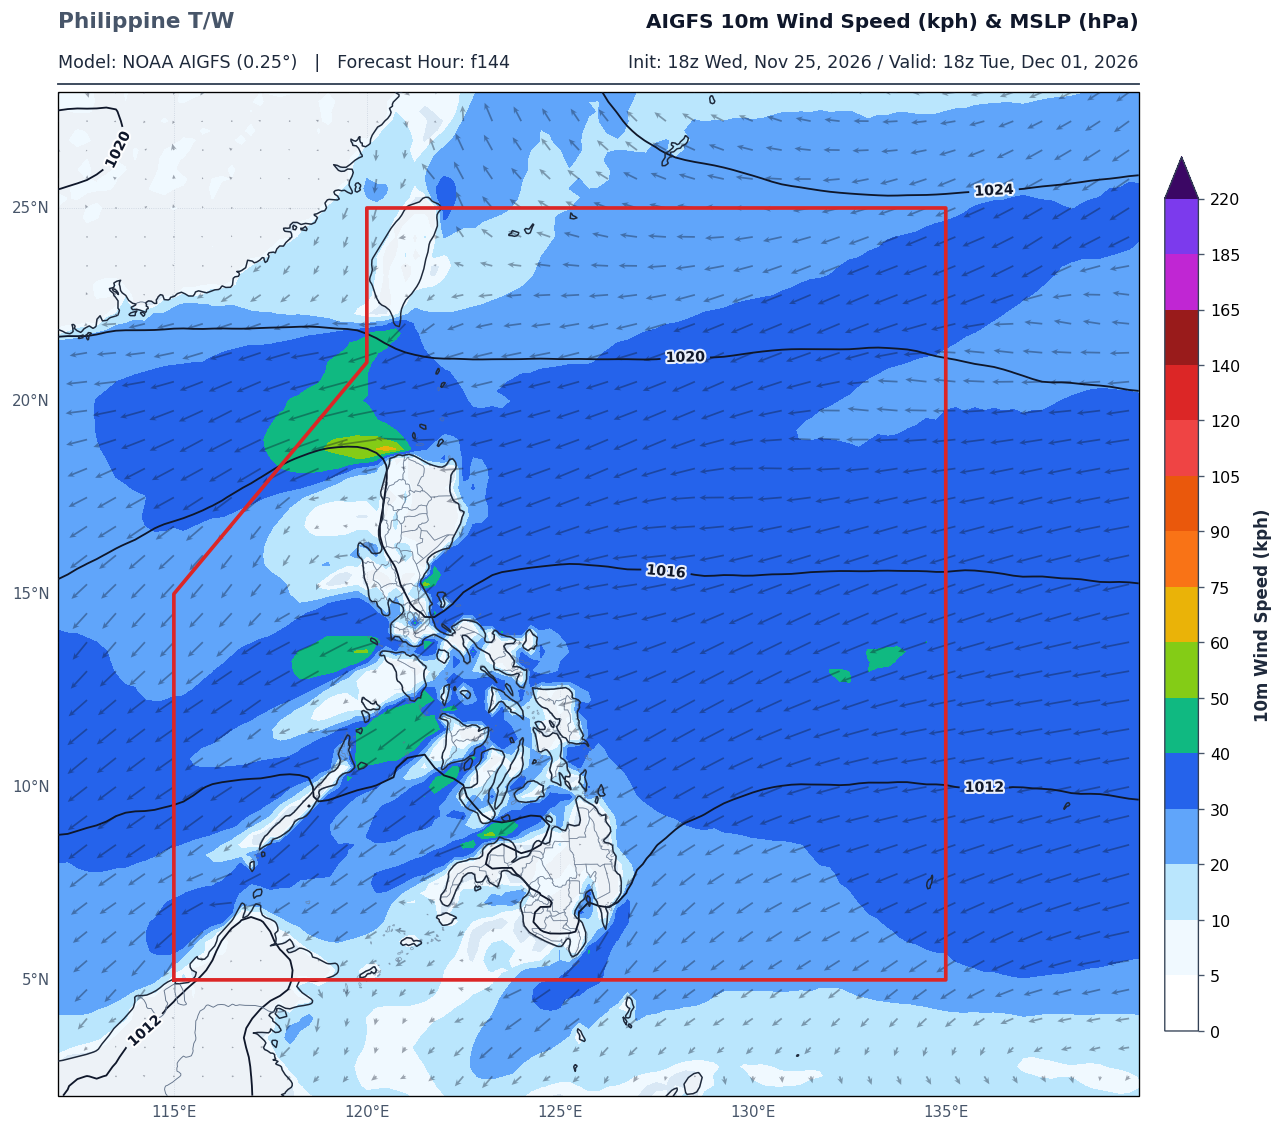 Philippine T/W
AIGFS 10m Wind Speed (kph) & MSLP (hPa)
Model: NOAA AIGFS (0.25°) | Forecast Hour: f144
Init: 18z Wed, Nov 25, 2026 / Valid: 18z Tue, Dec 01, 2026
1020
1024
1020
1016
1012
1012
25°N
20°N
15°N
10°N
5°N
115°E
120°E
125°E
130°E
135°E
220
185
165
140
120
105
90
75
60
50
40
30
20
10
5
0
10m Wind Speed (kph)